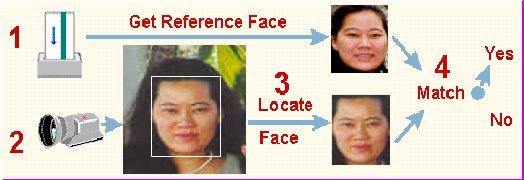 1
Get Reference Face
2
3
Locate
Face
4
Match
Yes
No